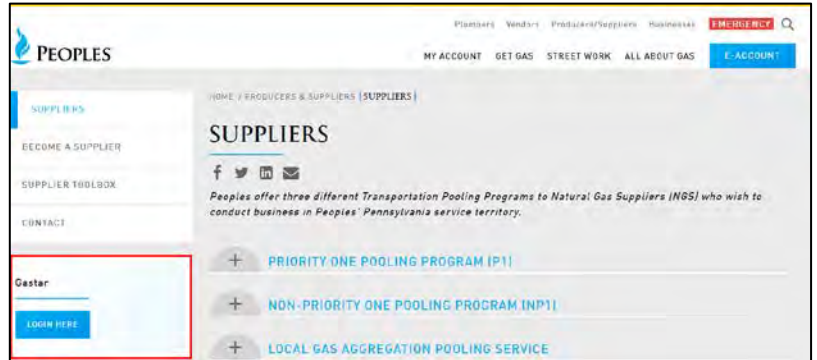 Plumbers Vendors Producers/Suppliers Businesses EMERGENCY
PEOPLES
MY ACCOUNT GET GAS STREET WORK ALL ABOUT GAS E-ACCOUNT
HOME / PRODUCERS & SUPPLIERS | SUPPLIERS |
SUPPLIERS
BECOME A SUPPLIER
SUPPLIER TOOLBOX
CONTACT
Gastar
LOGIN HERE
SUPPLIERS
Peoples offer three different Transportation Pooling Programs to Natural Gas Suppliers (NGS) who wish to
conduct business in Peoples' Pennsylvania service territory.
+ PRIORITY ONE POOLING PROGRAM (P1)
+ NON-PRIORITY ONE POOLING PROGRAM (NP1)
+ LOCAL GAS AGGREGATION POOLING SERVICE